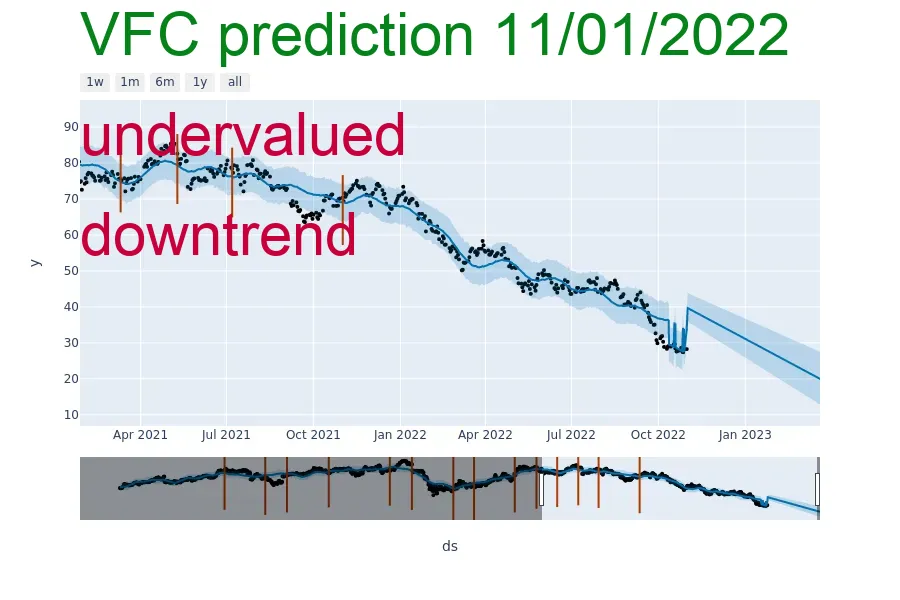 VFC prediction 11/01/2022
1w 1m 6m 1y all
undervalued
downtrend
90
80
70
60
50
40
30
20
10
y
Apr 2021 Jul 2021 Oct 2021 Jan 2022 Apr 2022 Jul 2022 Oct 2022 Jan 2023
ds